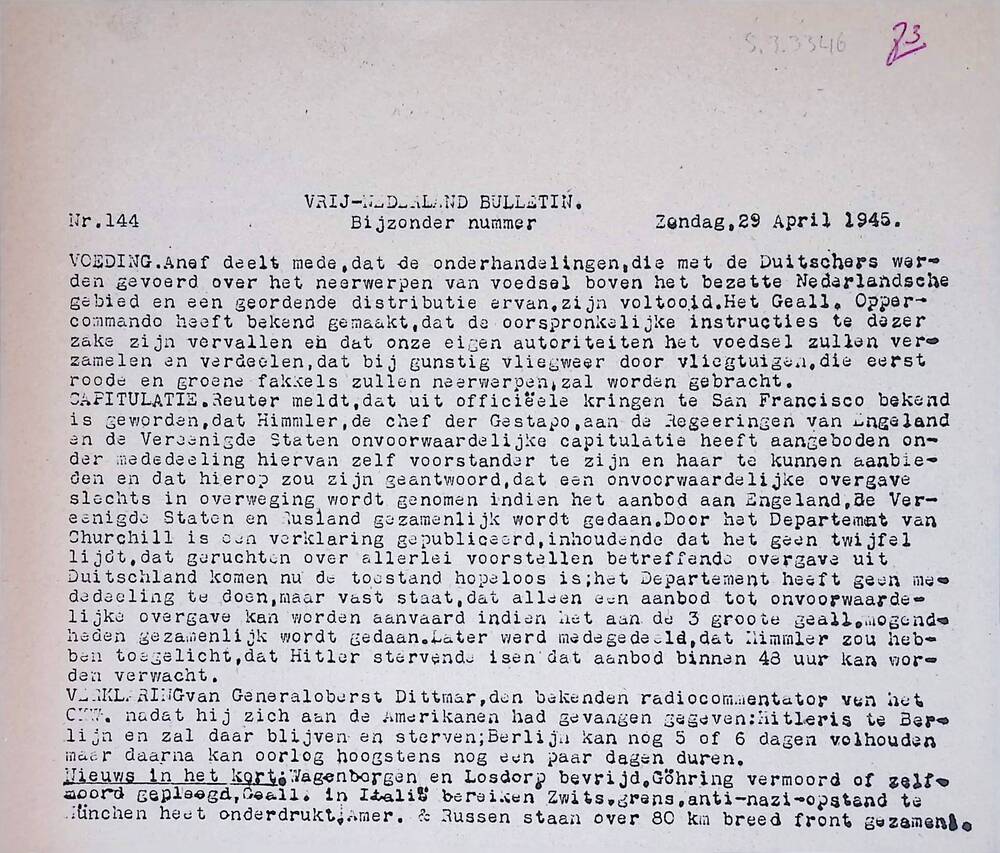 S.3.3346 73
VRIJ-NEDERLAND BULLETIN.
Nr.144 Bijzonder nummer Zondag,29 April 1945.
VOEDING.Anef deelt mede,dat de onderhandelingen,die met de Duitschers wer-
den gevoerd over het neerwerpen van voedsel boven het bezette Nederlandsche
gebied en een geordende distributie ervan,zijn voltooid.Het Geall. Opper-
commando heeft bekend gemaakt,dat de oorspronkelijke instructies te dezer
zake zijn vervallen en dat onze eigen autoriteiten het voedsel zullen ver-
zamelen en verdeelen,dat bij gunstig vliegweer door vliegtuigen,die eerst
roode en groene fakkels zullen neerwerpen,zal worden gebracht.
CAPITULATIE.Reuter meldt,dat uit officiëele kringen te San Francisco bekend
is geworden,dat Himmler,de chef der Gestapo,aan de Regeeringen van Engeland
en de Vereenigde Staten onvoorwaardelijke capitulatie heeft aangeboden on-
der mededeeling hiervan zelf voorstander te zijn en haar te kunnen aanbie-
den en dat hierop zou zijn geantwoord,dat een onvoorwaardelijke overgave
slechts in overweging wordt genomen indien het aanbod aan Engeland,de Ver-
eenigde Staten en Rusland gezamenlijk wordt gedaan.Door het Departemnt van
Churchill is een verklaring gepubliceerd,inhoudende dat het geen twijfel
lijdt,dat geruchten over allerlei voorstellen betreffende overgave uit
Duitschland komen nu de toestand hopeloos is;het Departement heeft geen me-
dedeeling te doen,maar vast staat,dat alleen een aanbod tot onvoorwaarde-
lijke overgave kan worden aanvaard indien het aan de 3 groote geall.mogend-
heden gezamenlijk wordt gedaan.Later werd medegedeeld,dat Himmler zou heb-
ben toegelicht,dat Hitler stervende isen dat aanbod binnen 48 uur kan wor-
den verwacht.
VERKLARINGvan Generaloberst Dittmar,den bekenden radiocommentator van het
OKW. nadat hij zich aan de Amerikanen had gevangen gegeven:Hitleris te Ber-
lijn en zal daar blijven en sterven;Berlijn kan nog 5 of 6 dagen volhouden
maar daarna kan oorlog hoogstens nog een paar dagen duren.
Nieuws in het kort:Wagenborgen en Losdorp bevrijd,Göhring vermoord of zelf-
moord gepleegd,Geall. in Italië bereiken Zwits.grens,anti-nazi-opstand te
München heet onderdrukt,Amer. & Russen staan over 80 km breed front gezamenl.